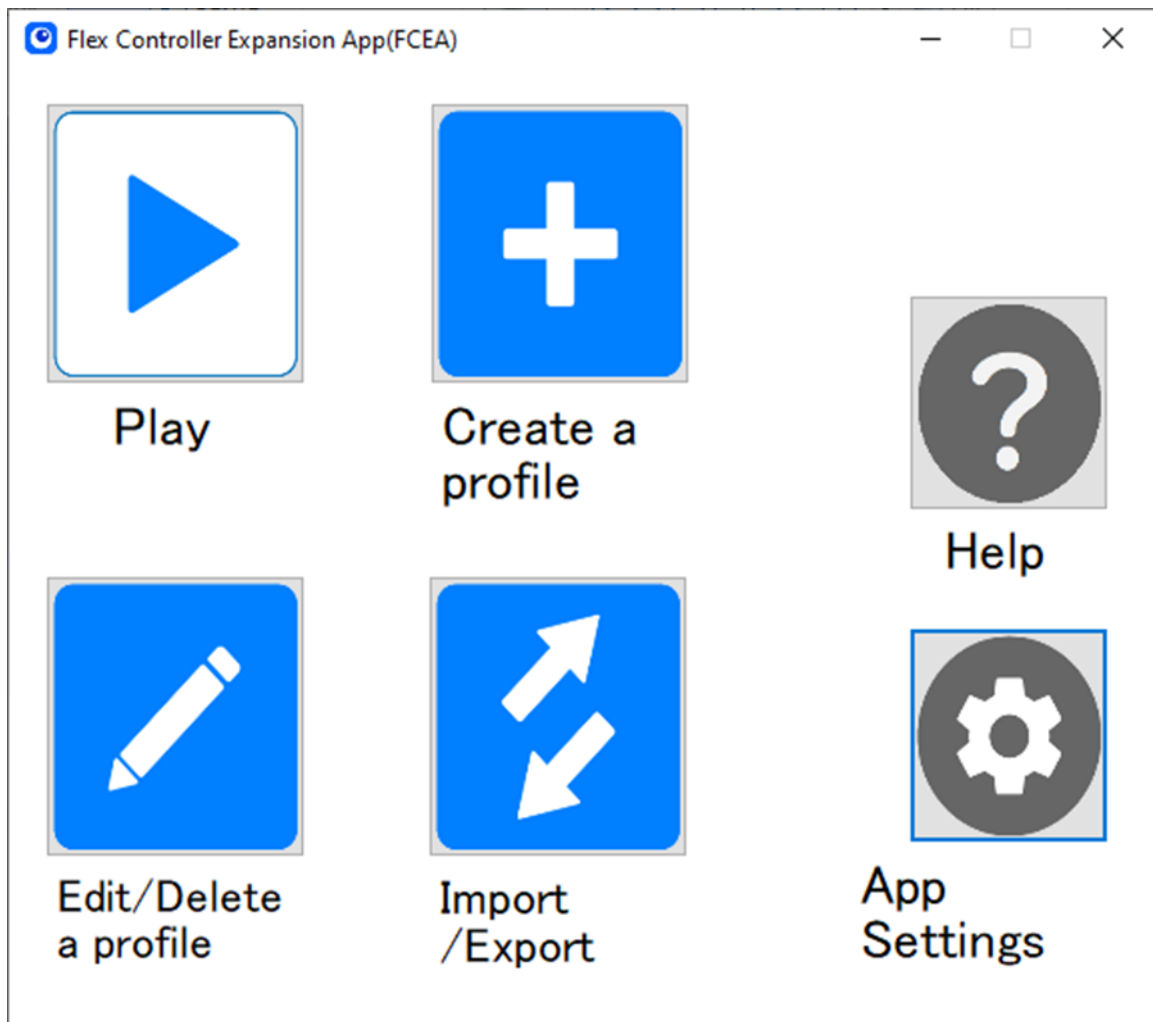 Flex Controller Expansion App(FCEA)
Play
Create a
profile
Help
Edit/Delete
a profile
Import
/Export
App
Settings